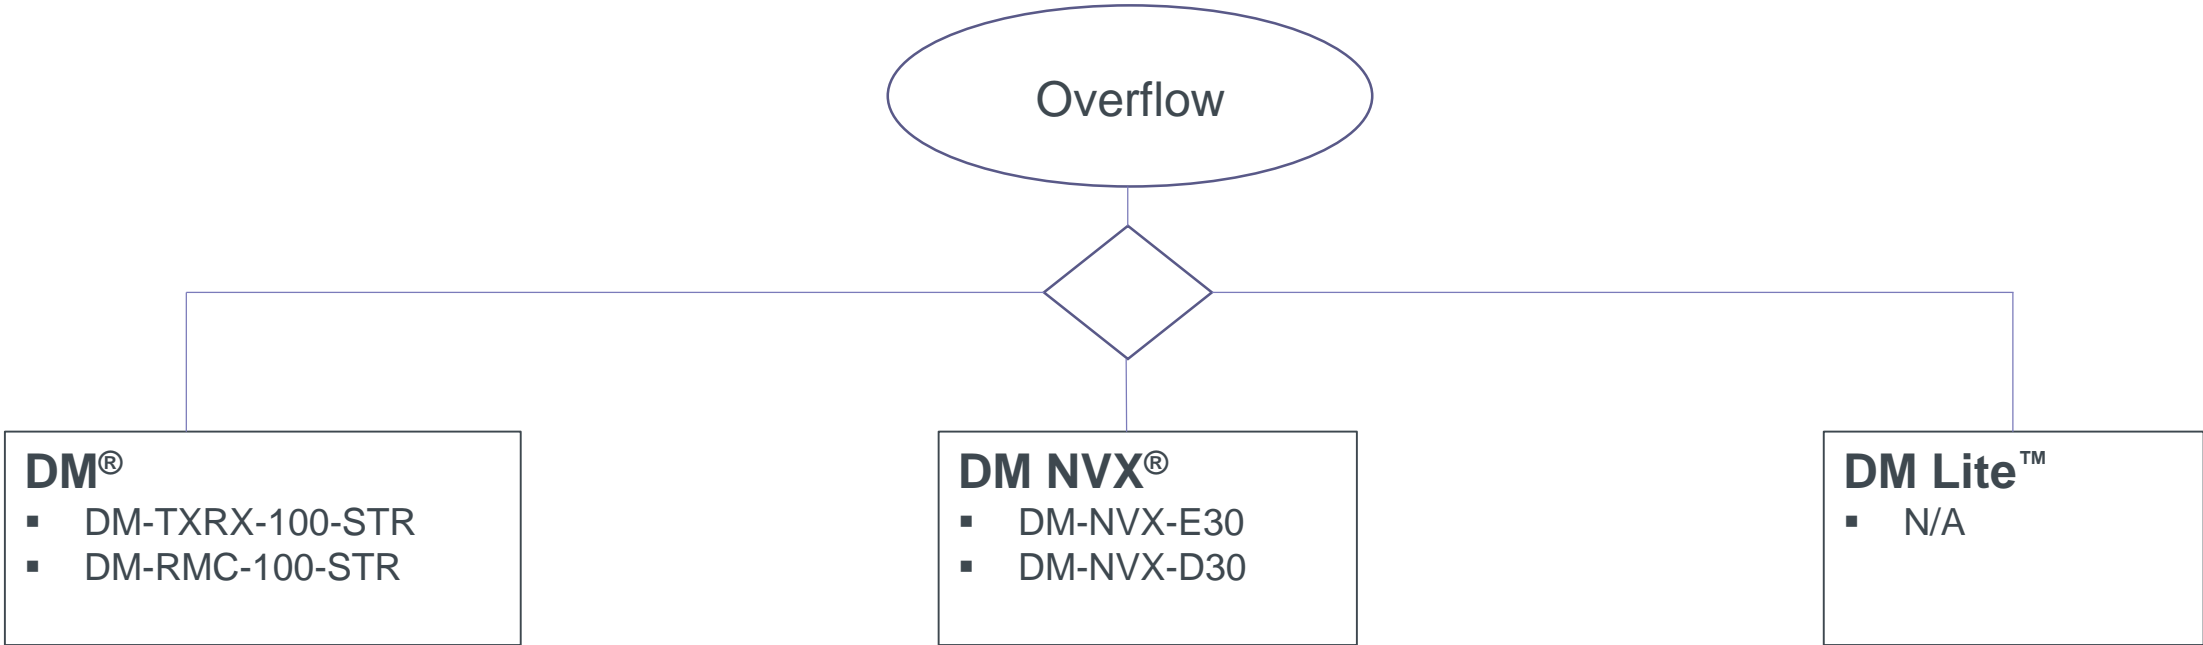 Overflow
DM®
▪ DM-TXRX-100-STR
▪ DM-RMC-100-STR
DM NVX®
▪ DM-NVX-E30
▪ DM-NVX-D30
DM Lite™
▪ N/A